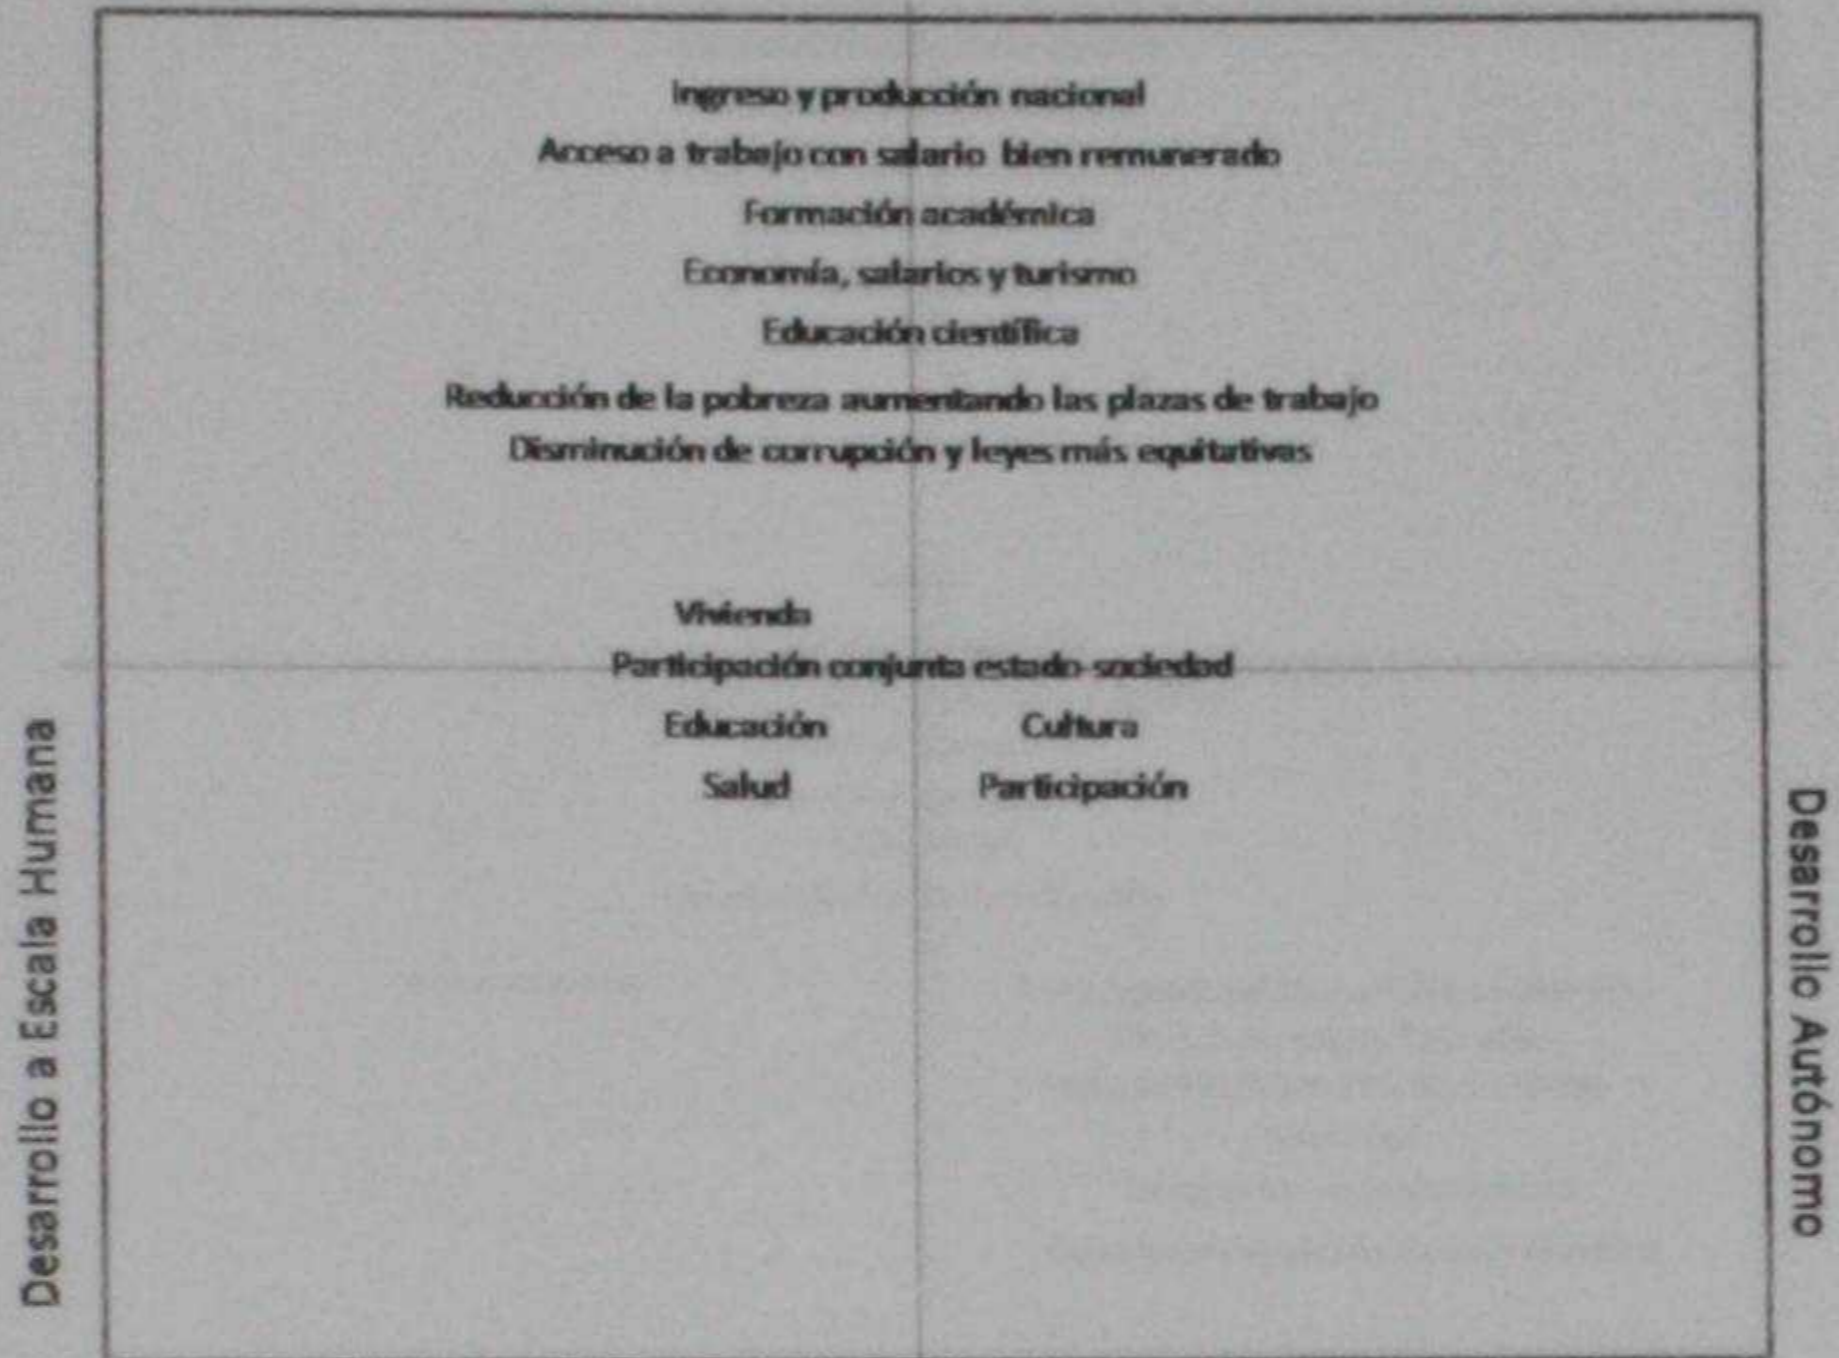 Ingreso y producción nacional
Acceso a trabajo con salario bien remunerado
Formación académica
Economía, salarios y turismo
Educación científica
Reducción de la pobreza aumentando las plazas de trabajo
Disminución de corrupción y leyes más equitativas
Vivienda
Participación conjunta estado-sociedad
Educación Cultura
Salud Participación
Desarrollo a Escala Humana
Desarrollo Autónomo